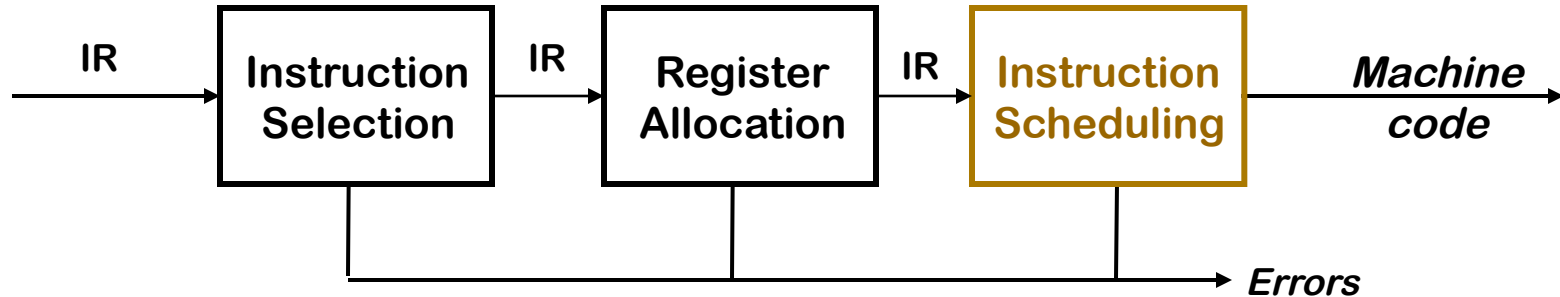 IR
Instruction
Selection
IR
Register
Allocation
IR
Instruction
Scheduling
Machine
code
Errors